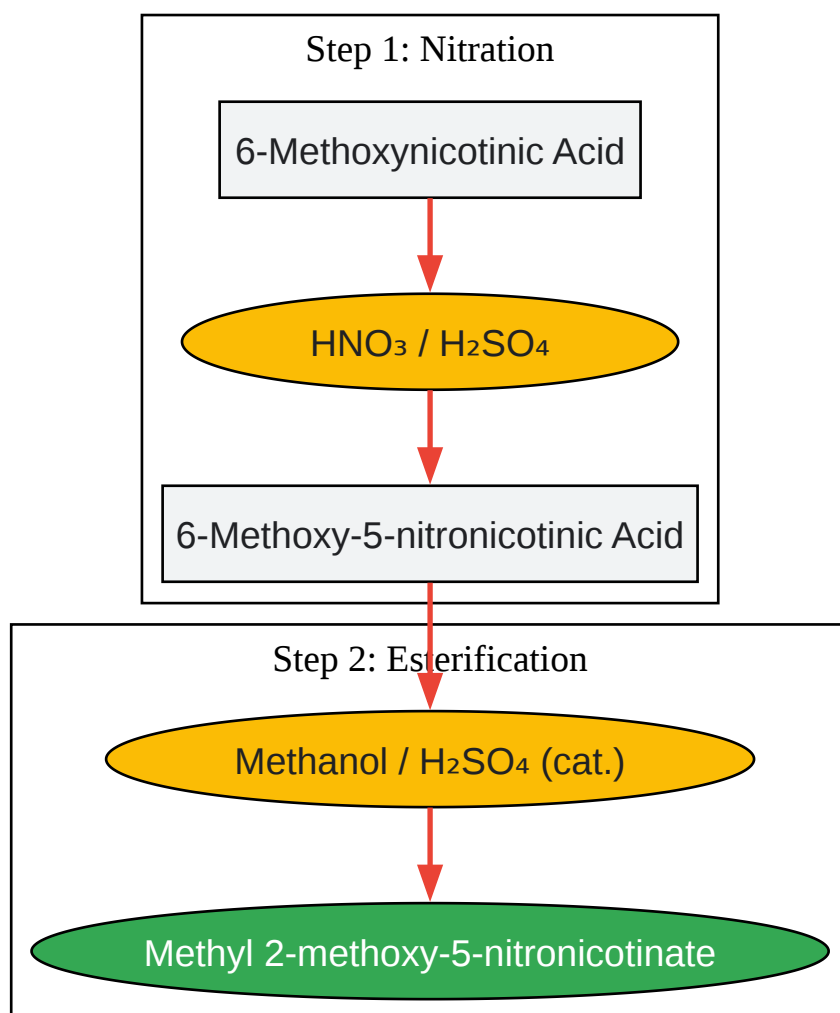 Step 1: Nitration
6-Methoxynicotinic Acid
HNO₃ / H₂SO₄
6-Methoxy-5-nitronicotinic Acid
Step 2: Esterification
Methanol / H₂SO₄ (cat.)
Methyl 2-methoxy-5-nitronicotinate